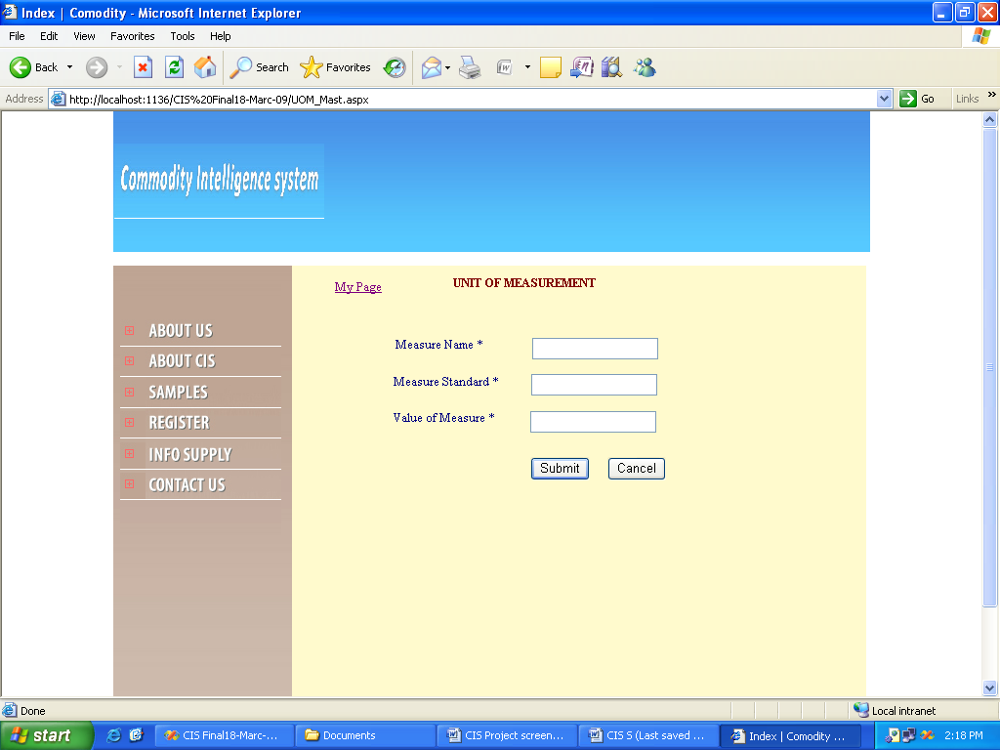 Index | Comodity - Microsoft Internet Explorer
File Edit View Favorites Tools Help
Back Search Favorites
Address http://localhost:1136/CIS%20Final18-Marc-09/UOM_Mast.aspx Go Links »
Commodity Intelligence system
My Page UNIT OF MEASUREMENT
ABOUT US
ABOUT CIS
SAMPLES
REGISTER
INFO SUPPLY
CONTACT US
Measure Name *
Measure Standard *
Value of Measure *
Submit Cancel
Done Local intranet
start CIS Final18-Marc-... Documents CIS Project screen... CIS S (Last saved ... Index | Comodity ... 2:18 PM